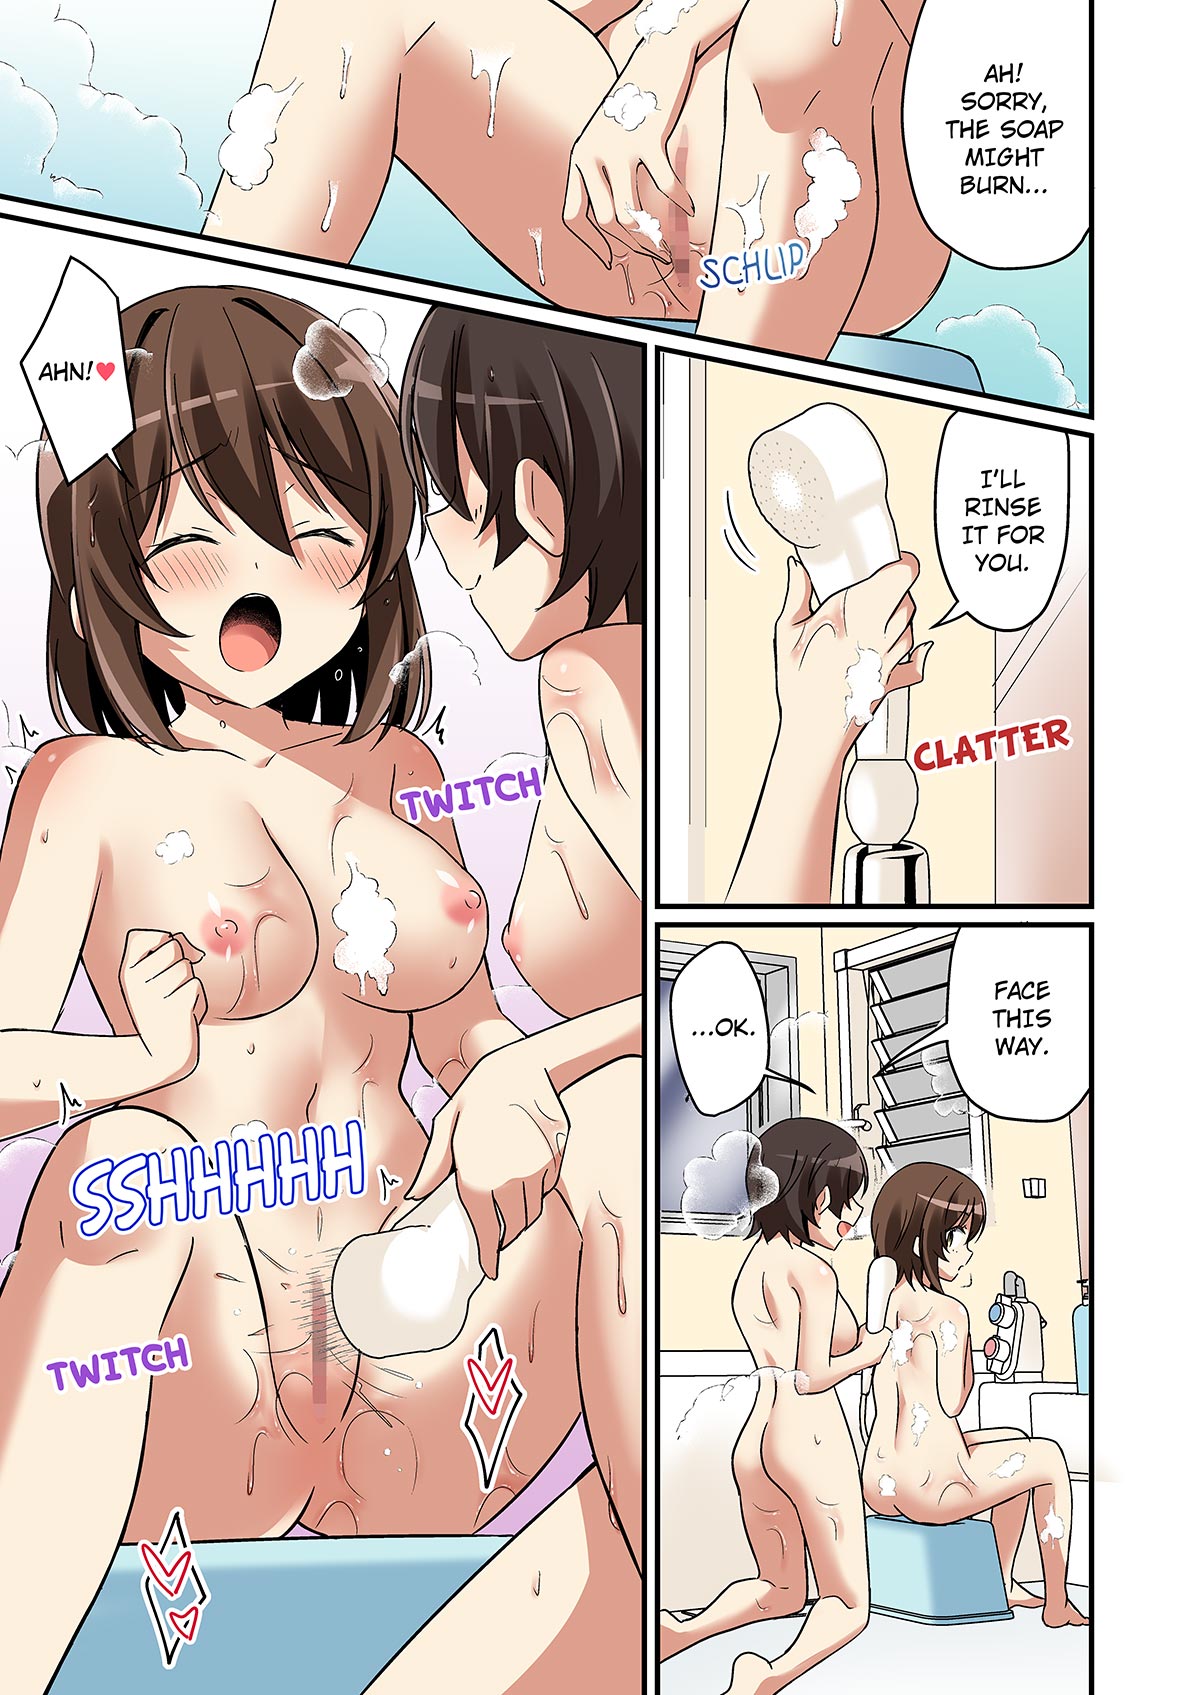 AH!
SORRY,
THE SOAP
MIGHT
BURN...
SCHLIP
I'LL
RINSE
IT FOR
YOU.
CLATTER
FACE
THIS
WAY.
...OK.
AHN!♥
TWITCH
SSHHHHH
TWITCH